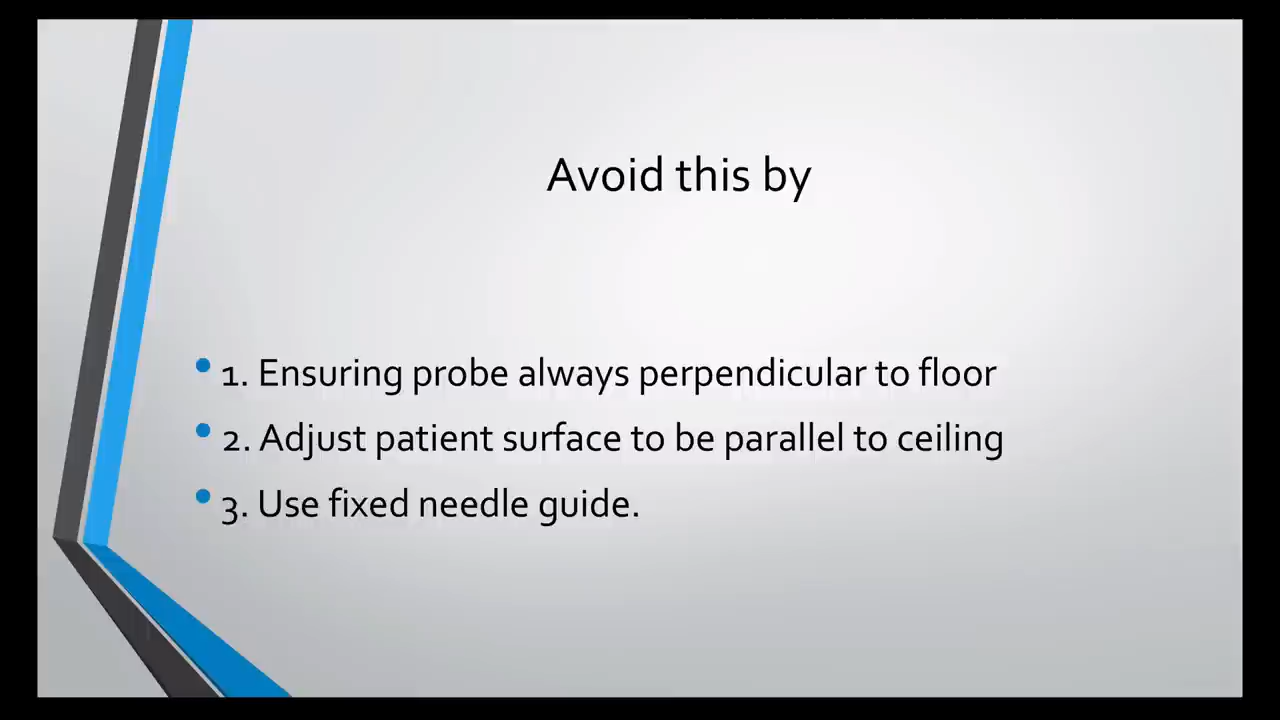 Avoid this by
• 1. Ensuring probe always perpendicular to floor
• 2. Adjust patient surface to be parallel to ceiling
• 3. Use fixed needle guide.